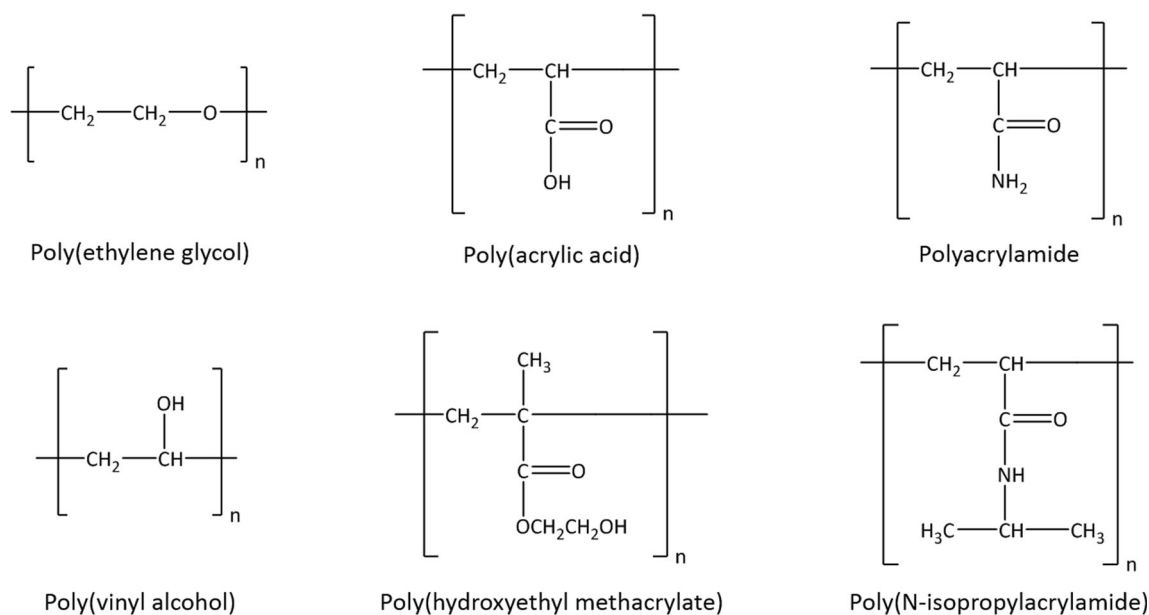 CH₂ CH₂ O n
Poly(ethylene glycol)
CH₂ CH
C O
OH
n
Poly(acrylic acid)
CH₂ CH
C O
NH₂
n
Polyacrylamide
OH
CH₂ CH
n
Poly(vinyl alcohol)
CH₃
CH₂ C
C O
OCH₂CH₂OH
n
Poly(hydroxyethyl methacrylate)
CH₂ CH
C O
NH
H₃C CH CH₃
n
Poly(N-isopropylacrylamide)